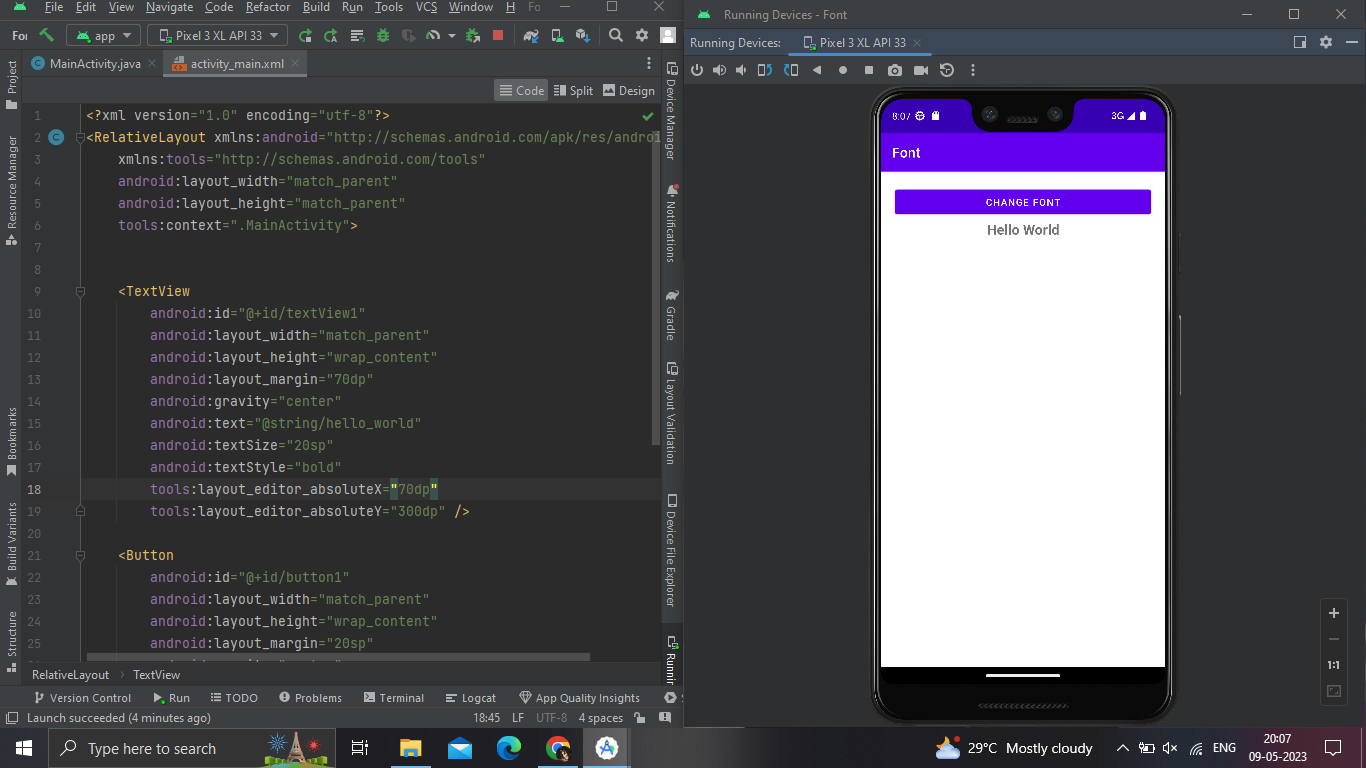 File Edit View Navigate Code Refactor Build Run Tools VCS Window H Fo
For app Pixel 3 XL API 33
MainActivity.java activity_main.xml
Code Split Design
1 <?xml version="1.0" encoding="utf-8"?>
2 <RelativeLayout xmlns:android="http://schemas.android.com/apk/res/androi
3 xmlns:tools="http://schemas.android.com/tools"
4 android:layout_width="match_parent"
5 android:layout_height="match_parent"
6 tools:context=".MainActivity">
7
8
9 <TextView
10 android:id="@+id/textView1"
11 android:layout_width="match_parent"
12 android:layout_height="wrap_content"
13 android:layout_margin="70dp"
14 android:gravity="center"
15 android:text="@string/hello_world"
16 android:textSize="20sp"
17 android:textStyle="bold"
18 tools:layout_editor_absoluteX="70dp"
19 tools:layout_editor_absoluteY="300dp" />
20
21 <Button
22 android:id="@+id/button1"
23 android:layout_width="match_parent"
24 android:layout_height="wrap_content"
25 android:layout_margin="20sp"
RelativeLayout TextView
Version Control Run TODO Problems Terminal Logcat App Quality Insights
Launch succeeded (4 minutes ago) 18:45 LF UTF-8 4 spaces
Project
Resource Manager
Bookmarks
Build Variants
Structure
Device Manager
Notifications
Gradle
Layout Validation
Device File Explorer
Runnin
Running Devices - Font
Running Devices: Pixel 3 XL API 33
8:07 3G
Font
CHANGE FONT
Hello World
1:1
Type here to search
29°C Mostly cloudy
ENG
20:07
09-05-2023